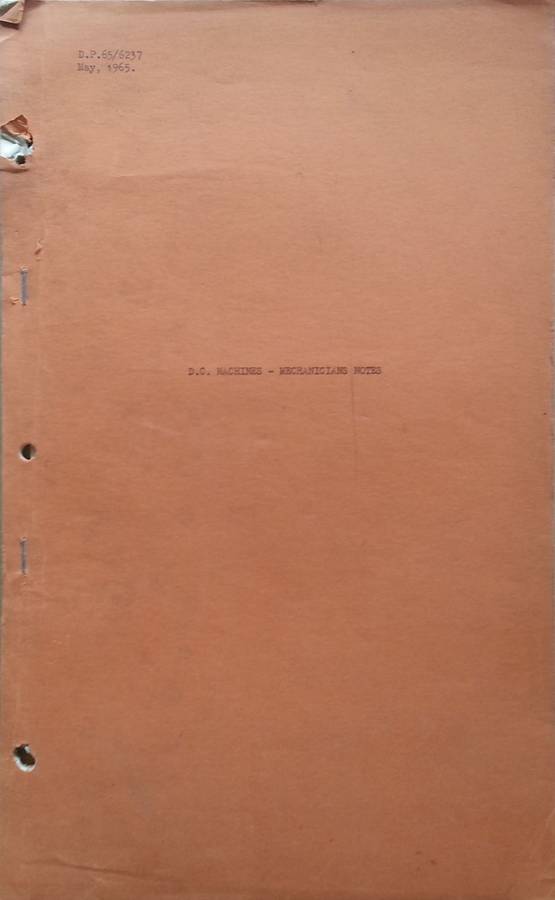 D.P.65/6237
May, 1965.
D.C. MACHINES - MECHANICIANS NOTES